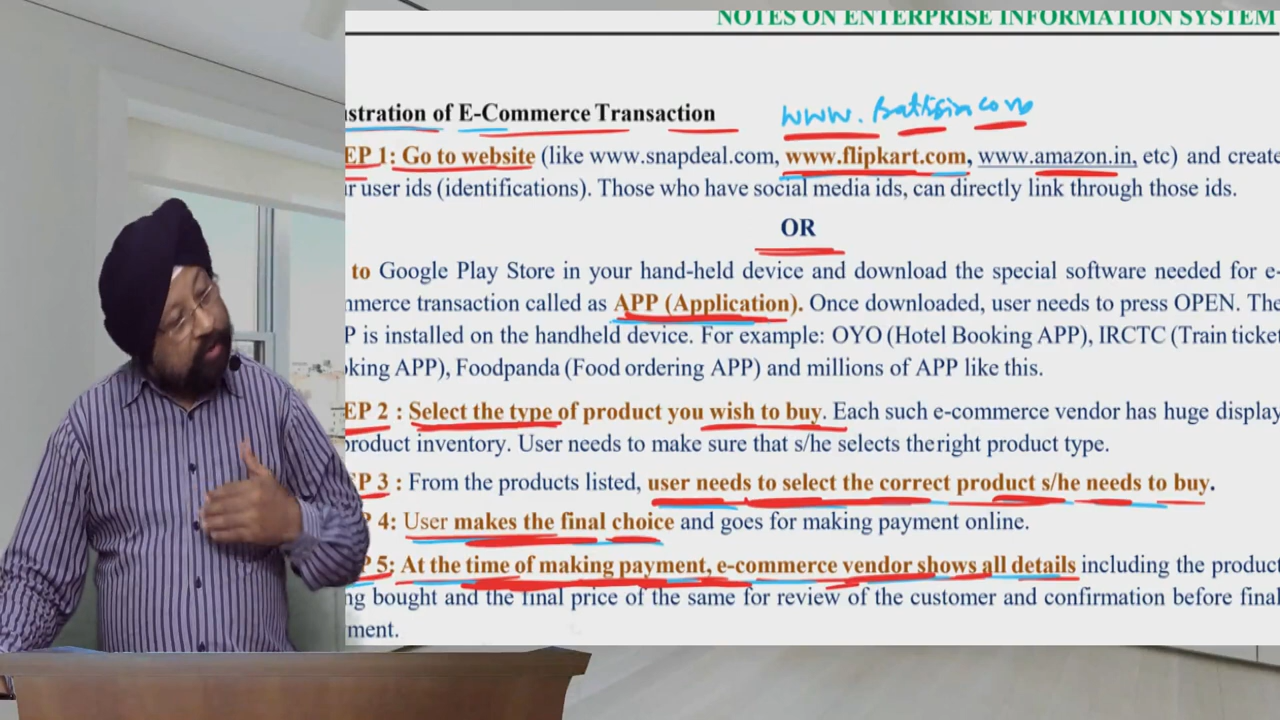 NOTES ON ENTERPRISE INFORMATION SYSTEM
stration of E-Commerce Transaction www.
EP 1: Go to website (like www.snapdeal.com, www.flipkart.com, www.amazon.in, etc) and create
r user ids (identifications). Those who have social media ids, can directly link through those ids.
OR
to Google Play Store in your hand-held device and download the special software needed for e-
mmerce transaction called as APP (Application). Once downloaded, user needs to press OPEN. The
P is installed on the handheld device. For example: OYO (Hotel Booking APP), IRCTC (Train ticket
king APP), Foodpanda (Food ordering APP) and millions of APP like this.
EP 2 : Select the type of product you wish to buy. Each such e-commerce vendor has huge display
product inventory. User needs to make sure that s/he selects theright product type.
P 3 : From the products listed, user needs to select the correct product s/he needs to buy.
P 4: User makes the final choice and goes for making payment online.
P 5: At the time of making payment, e-commerce vendor shows all details including the product
ng bought and the final price of the same for review of the customer and confirmation before final
ment.